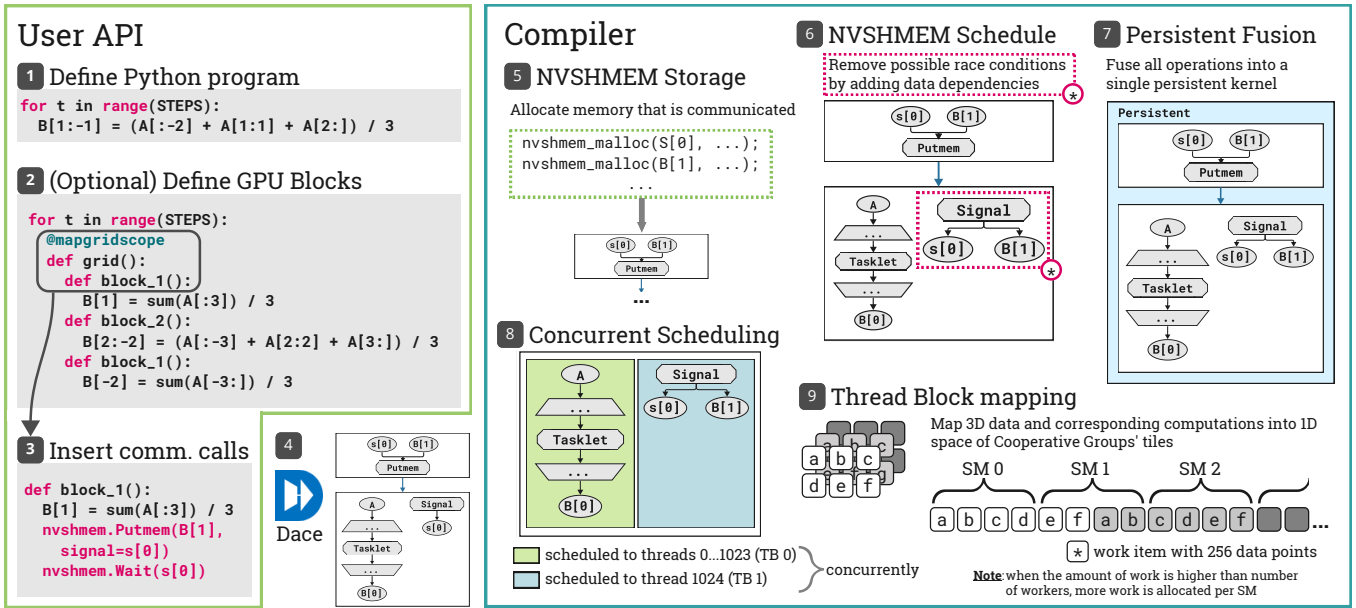 User API
1 Define Python program
for t in range(STEPS):
B[1:-1] = (A[:-2] + A[1:1] + A[2:]) / 3
2 (Optional) Define GPU Blocks
for t in range(STEPS):
@mapgridscope
def grid():
def block_1():
B[1] = sum(A[:3]) / 3
def block_2():
B[2:-2] = (A[:-3] + A[2:2] + A[3:]) / 3
def block_1():
B[-2] = sum(A[-3:]) / 3
3 Insert comm. calls
def block_1():
B[1] = sum(A[:3]) / 3
nvshmem.Putmem(B[1],
signal=s[0])
nvshmem.Wait(s[0])
4
Dace
s[0] B[1]
Putmem
A Signal
... s[0]
Tasklet
...
B[0]
Compiler
5 NVSHMEM Storage
Allocate memory that is communicated
nvshmem_malloc(S[0], ...);
nvshmem_malloc(B[1], ...);
...
s[0] B[1]
Putmem
...
6 NVSHMEM Schedule
Remove possible race conditions
by adding data dependencies
*
s[0] B[1]
Putmem
A Signal
... s[0] B[1]
Tasklet *
...
B[0]
7 Persistent Fusion
Fuse all operations into a
single persistent kernel
Persistent
s[0] B[1]
Putmem
A Signal
... s[0] B[1]
Tasklet
...
B[0]
8 Concurrent Scheduling
A Signal
... s[0] B[1]
Tasklet
...
B[0]
scheduled to threads 0...1023 (TB 0)
scheduled to thread 1024 (TB 1)
concurrently
9 Thread Block mapping
Map 3D data and corresponding computations into 1D
space of Cooperative Groups' tiles
a b c
a b c
d e f
SM 0 SM 1 SM 2
a b c d e f a b c d e f ...
* work item with 256 data points
Note: when the amount of work is higher than number
of workers, more work is allocated per SM